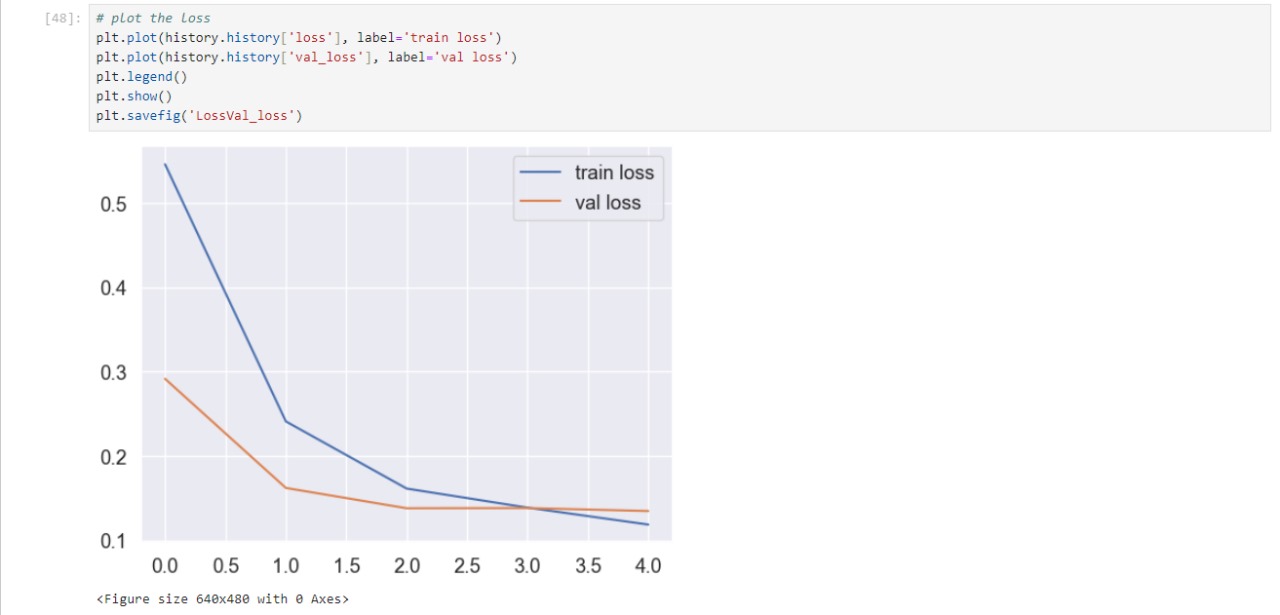 [48]:
# plot the loss
plt.plot(history.history['loss'], label='train loss')
plt.plot(history.history['val_loss'], label='val loss')
plt.legend()
plt.show()
plt.savefig('LossVal_loss')
train loss
val loss
0.5
0.4
0.3
0.2
0.1
0.0 0.5 1.0 1.5 2.0 2.5 3.0 3.5 4.0
<Figure size 640x480 with 0 Axes>